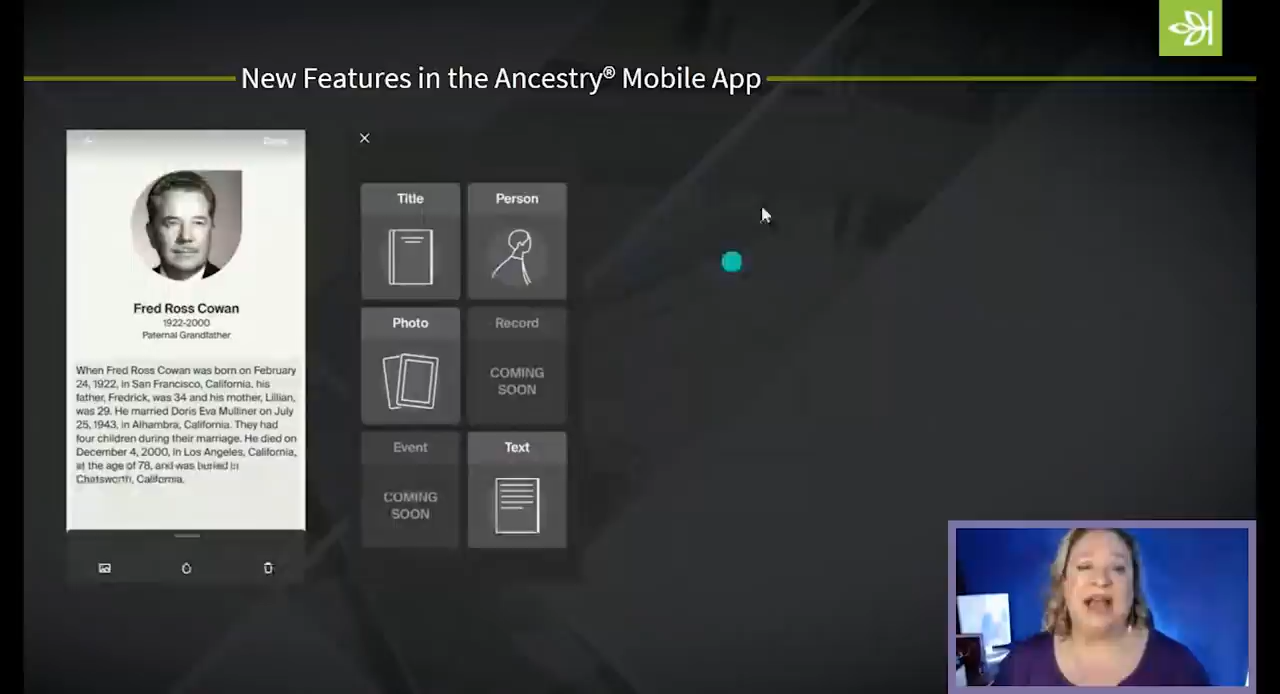 New Features in the Ancestry® Mobile App
Done
Fred Ross Cowan
1922-2000
Paternal Grandfather
When Fred Ross Cowan was born on February
24, 1922, in San Francisco, California, his
father, Fredrick, was 34 and his mother, Lillian,
was 29. He married Doris Eva Mulliner on July
25, 1943, in Alhambra, California. They had
four children during their marriage. He died on
December 4, 2000, in Los Angeles, California,
at the age of 78, and was buried in
Chatsworth, California.
Title
Person
Photo
Record
COMING
SOON
Event
COMING
SOON
Text